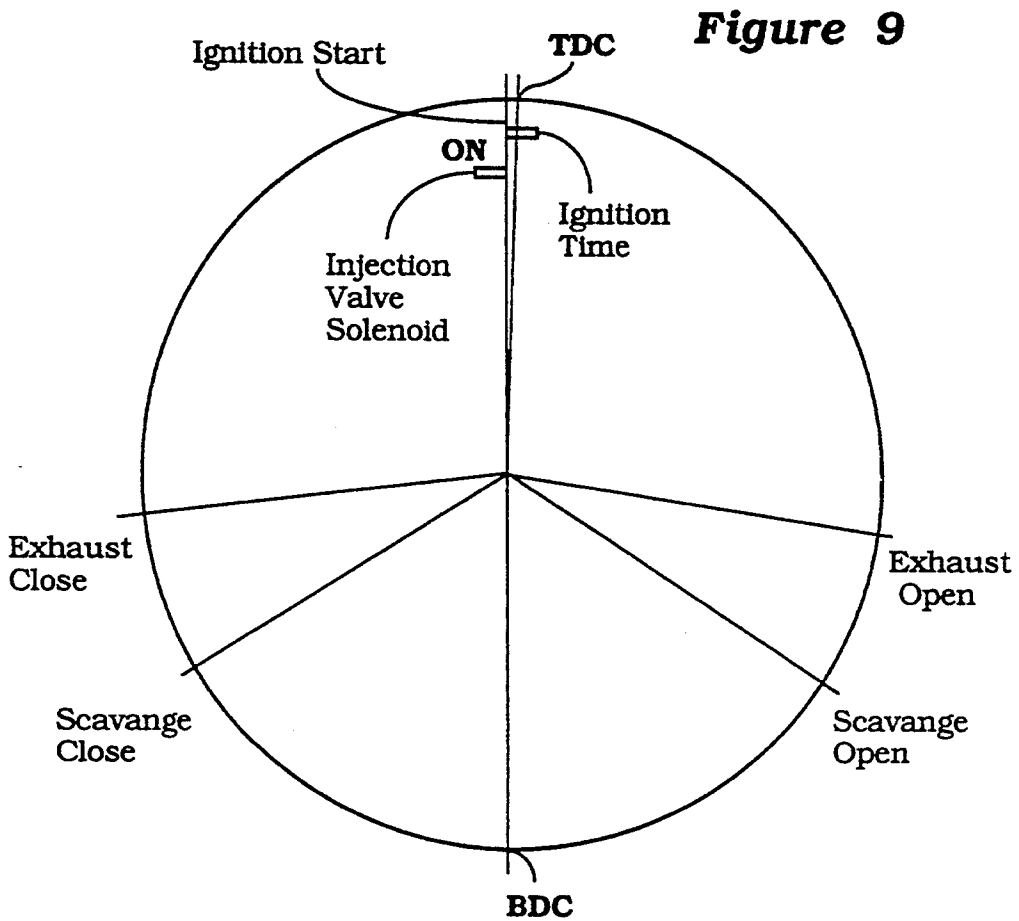 Figure 9
Ignition Start
TDC
ON
Ignition
Time
Injection
Valve
Solenoid
Exhaust
Close
Exhaust
Open
Scavange
Close
Scavange
Open
BDC